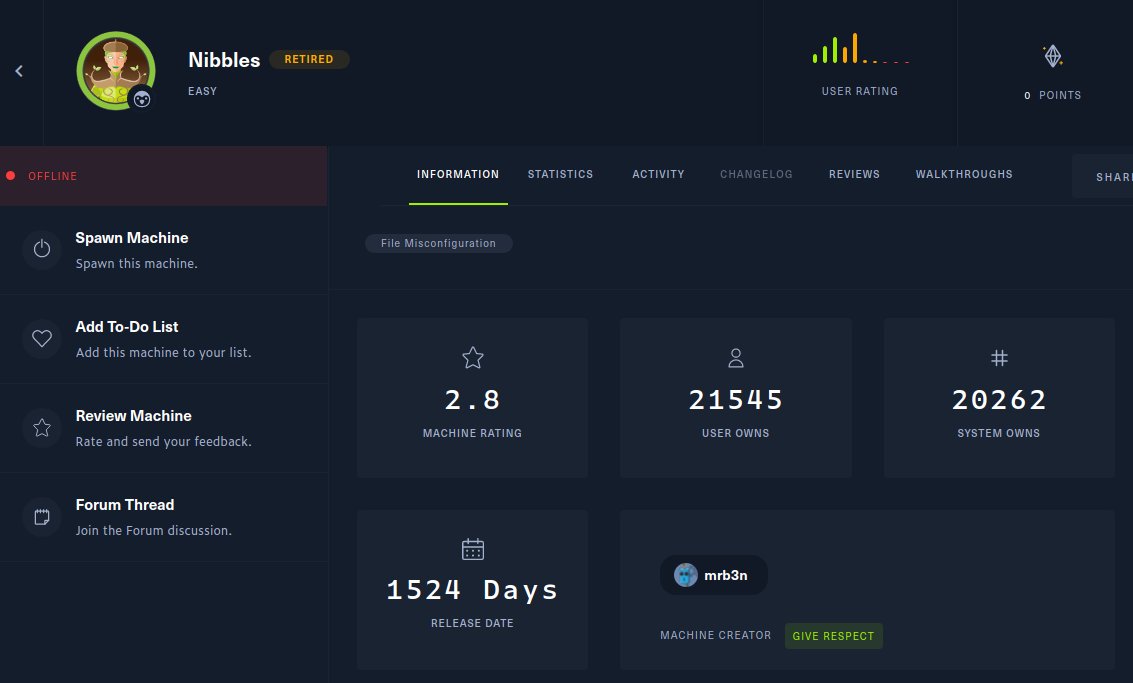 Nibbles RETIRED
EASY
USER RATING
0 POINTS
OFFLINE
INFORMATION STATISTICS ACTIVITY CHANGELOG REVIEWS WALKTHROUGHS
Spawn Machine
Spawn this machine.
File Misconfiguration
Add To-Do List
Add this machine to your list.
Review Machine
Rate and send your feedback.
Forum Thread
Join the Forum discussion.
2.8
MACHINE RATING
21545
USER OWNS
20262
SYSTEM OWNS
1524 Days
RELEASE DATE
mrb3n
MACHINE CREATOR GIVE RESPECT